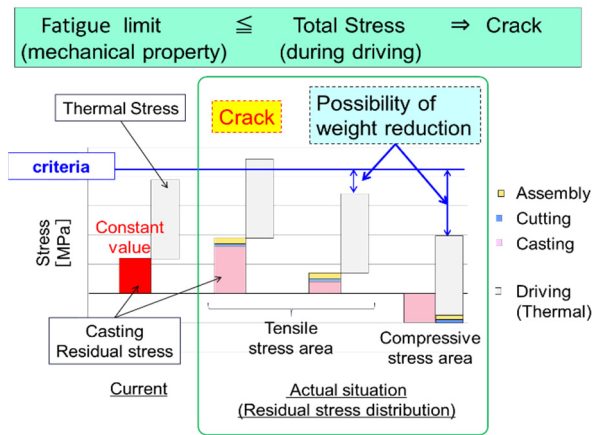 Fatigue limit ≦ Total Stress ⇒ Crack
(mechanical property) (during driving)
Thermal Stress
Crack
Possibility of
weight reduction
criteria
Constant
value
Stress
[MPa]
Assembly
Cutting
Casting
Driving
(Thermal)
Casting
Residual stress
Tensile
stress area
Compressive
stress area
Current
Actual situation
(Residual stress distribution)